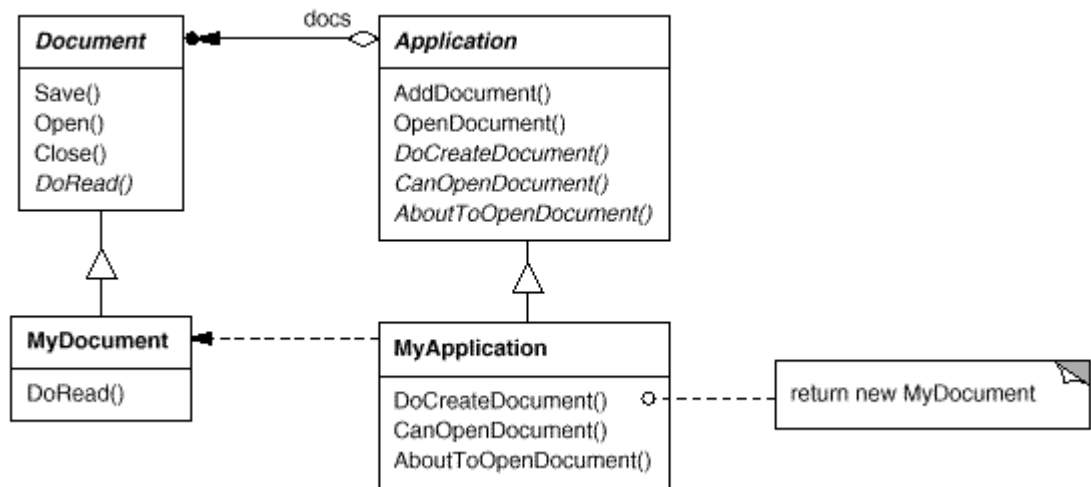 docs
Document
Save()
Open()
Close()
DoRead()
Application
AddDocument()
OpenDocument()
DoCreateDocument()
CanOpenDocument()
AboutToOpenDocument()
MyDocument
DoRead()
MyApplication
DoCreateDocument()
CanOpenDocument()
AboutToOpenDocument()
return new MyDocument